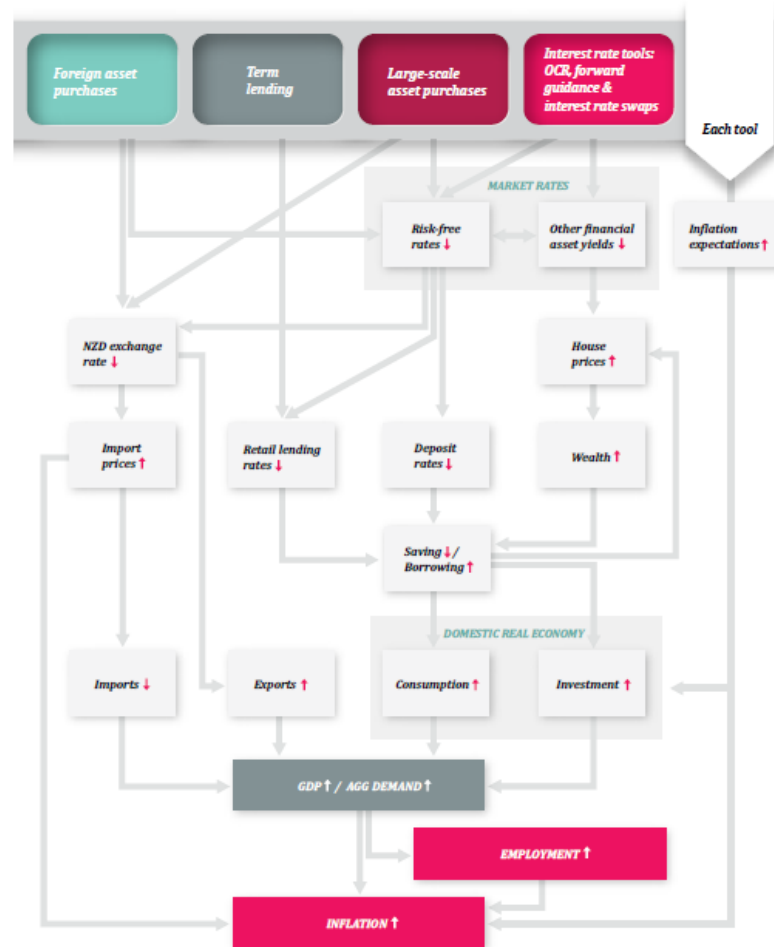 Foreign asset
purchases
Term
lending
Large-scale
asset purchases
Interest rate tools:
OCR, forward
guidance &
interest rate swaps
Each tool
MARKET RATES
Risk-free
rates ↓
Other financial
asset yields ↓
Inflation
expectations ↑
NZD exchange
rate ↓
House
prices ↑
Import
prices ↑
Retail lending
rates ↓
Deposit
rates ↓
Wealth ↑
Saving ↓ /
Borrowing ↑
DOMESTIC REAL ECONOMY
Imports ↓
Exports ↑
Consumption ↑
Investment ↑
GDP ↑ / AGG DEMAND ↑
EMPLOYMENT ↑
INFLATION ↑